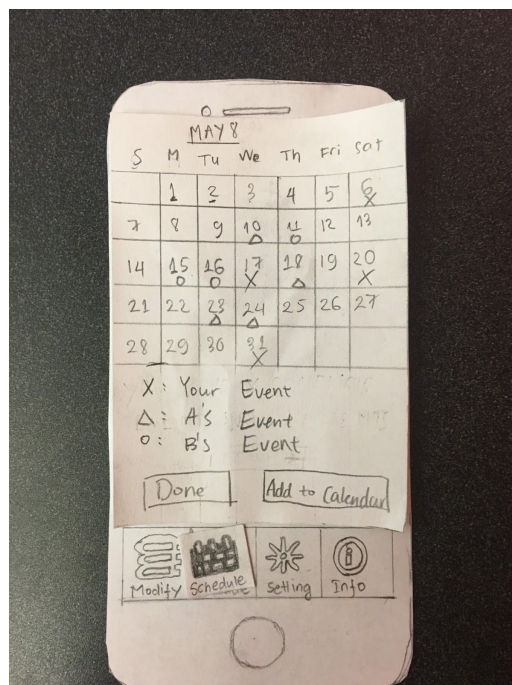 MAY 8
S M Tu We Th Fri Sat
1 2 3 4 5 6
X
7 8 9 10 11 12 13
△ O
14 15 16 17 18 19 20
O O X △ X
21 22 23 24 25 26 27
△ △
28 29 30 31
X
X: Your Event
△: A's Event
O: B's Event
Done Add to Calendar
Modify Schedule Setting Info